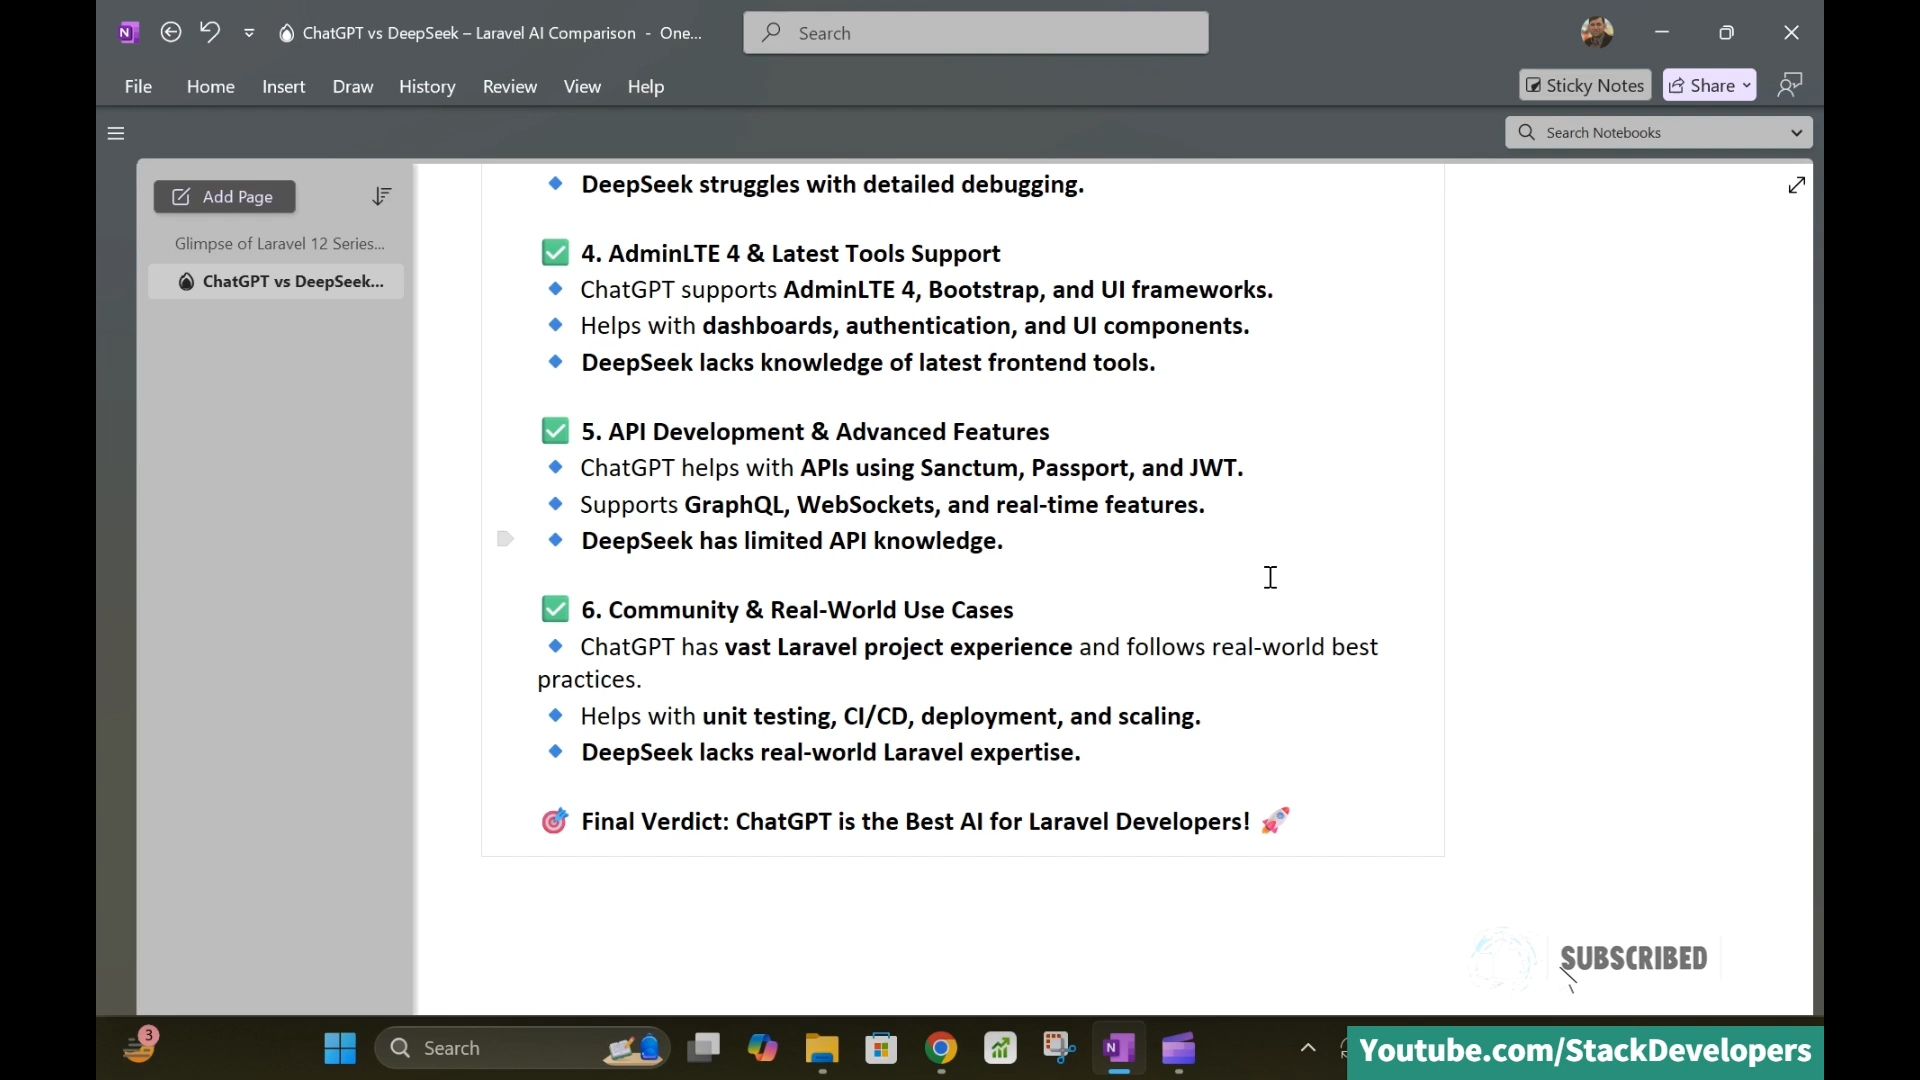 ChatGPT vs DeepSeek – Laravel AI Comparison - One...
Search
File Home Insert Draw History Review View Help
Sticky Notes
Share
Search Notebooks
Add Page
Glimpse of Laravel 12 Series...
ChatGPT vs DeepSeek...
DeepSeek struggles with detailed debugging.
4. AdminLTE 4 & Latest Tools Support
ChatGPT supports AdminLTE 4, Bootstrap, and UI frameworks.
Helps with dashboards, authentication, and UI components.
DeepSeek lacks knowledge of latest frontend tools.
5. API Development & Advanced Features
ChatGPT helps with APIs using Sanctum, Passport, and JWT.
Supports GraphQL, WebSockets, and real-time features.
DeepSeek has limited API knowledge.
6. Community & Real-World Use Cases
ChatGPT has vast Laravel project experience and follows real-world best
practices.
Helps with unit testing, CI/CD, deployment, and scaling.
DeepSeek lacks real-world Laravel expertise.
Final Verdict: ChatGPT is the Best AI for Laravel Developers!
SUBSCRIBED
3
Search
Youtube.com/StackDevelopers